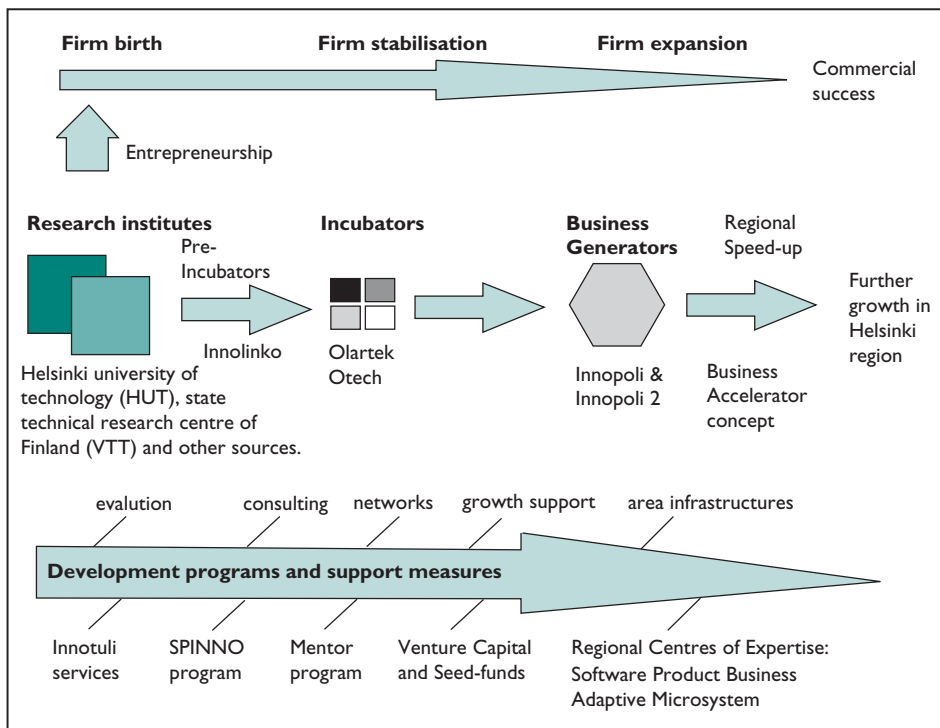 Firm birth
Firm stabilisation
Firm expansion
Commercial
success
Entrepreneurship
Research institutes
Pre-
Incubators
Innolinko
Incubators
Olartek
Otech
Business
Generators
Innopoli &
Innopoli 2
Regional
Speed-up
Business
Accelerator
concept
Further
growth in
Helsinki
region
Helsinki university of
technology (HUT), state
technical research centre of
Finland (VTT) and other sources.
evalution
consulting
networks
growth support
area infrastructures
Development programs and support measures
Innotuli
services
SPINNO
program
Mentor
program
Venture Capital
and Seed-funds
Regional Centres of Expertise:
Software Product Business
Adaptive Microsystem